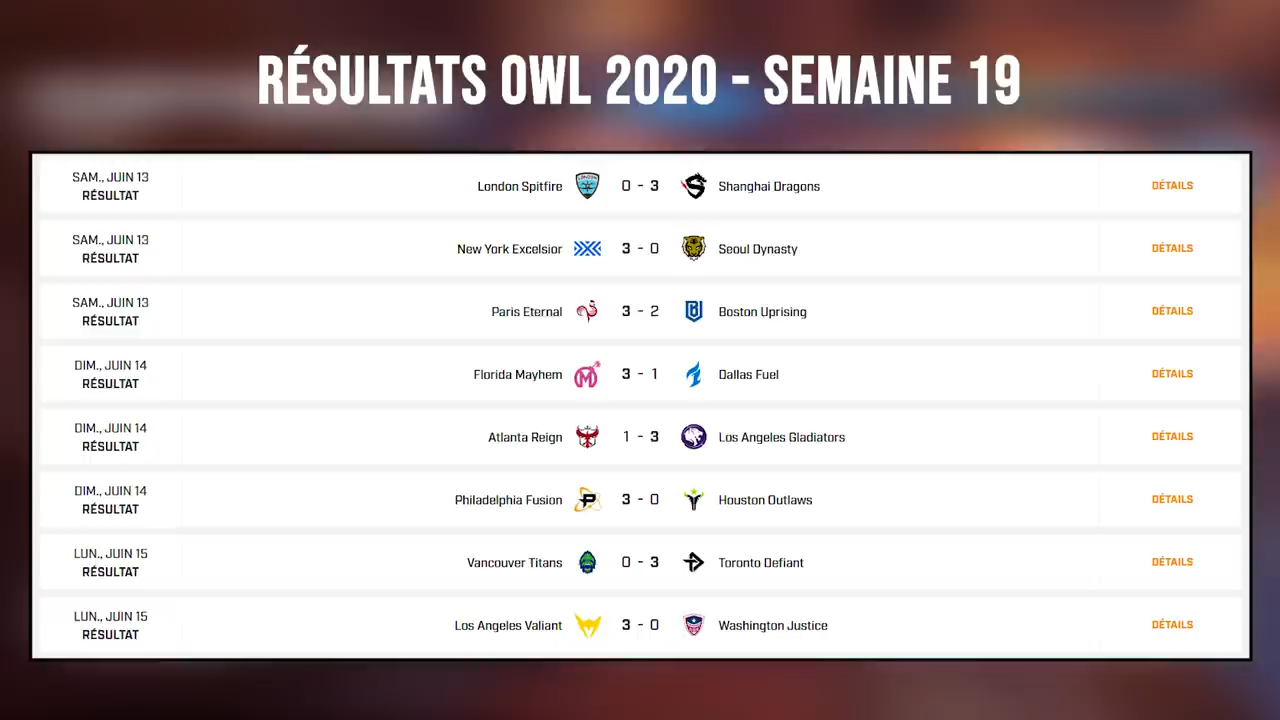 RÉSULTATS OWL 2020 - SEMAINE 19
SAM., JUIN 13
RÉSULTAT
London Spitfire 0 - 3 Shanghai Dragons
DÉTAILS
SAM., JUIN 13
RÉSULTAT
New York Excelsior 3 - 0 Seoul Dynasty
DÉTAILS
SAM., JUIN 13
RÉSULTAT
Paris Eternal 3 - 2 Boston Uprising
DÉTAILS
DIM., JUIN 14
RÉSULTAT
Florida Mayhem 3 - 1 Dallas Fuel
DÉTAILS
DIM., JUIN 14
RÉSULTAT
Atlanta Reign 1 - 3 Los Angeles Gladiators
DÉTAILS
DIM., JUIN 14
RÉSULTAT
Philadelphia Fusion 3 - 0 Houston Outlaws
DÉTAILS
LUN., JUIN 15
RÉSULTAT
Vancouver Titans 0 - 3 Toronto Defiant
DÉTAILS
LUN., JUIN 15
RÉSULTAT
Los Angeles Valiant 3 - 0 Washington Justice
DÉTAILS